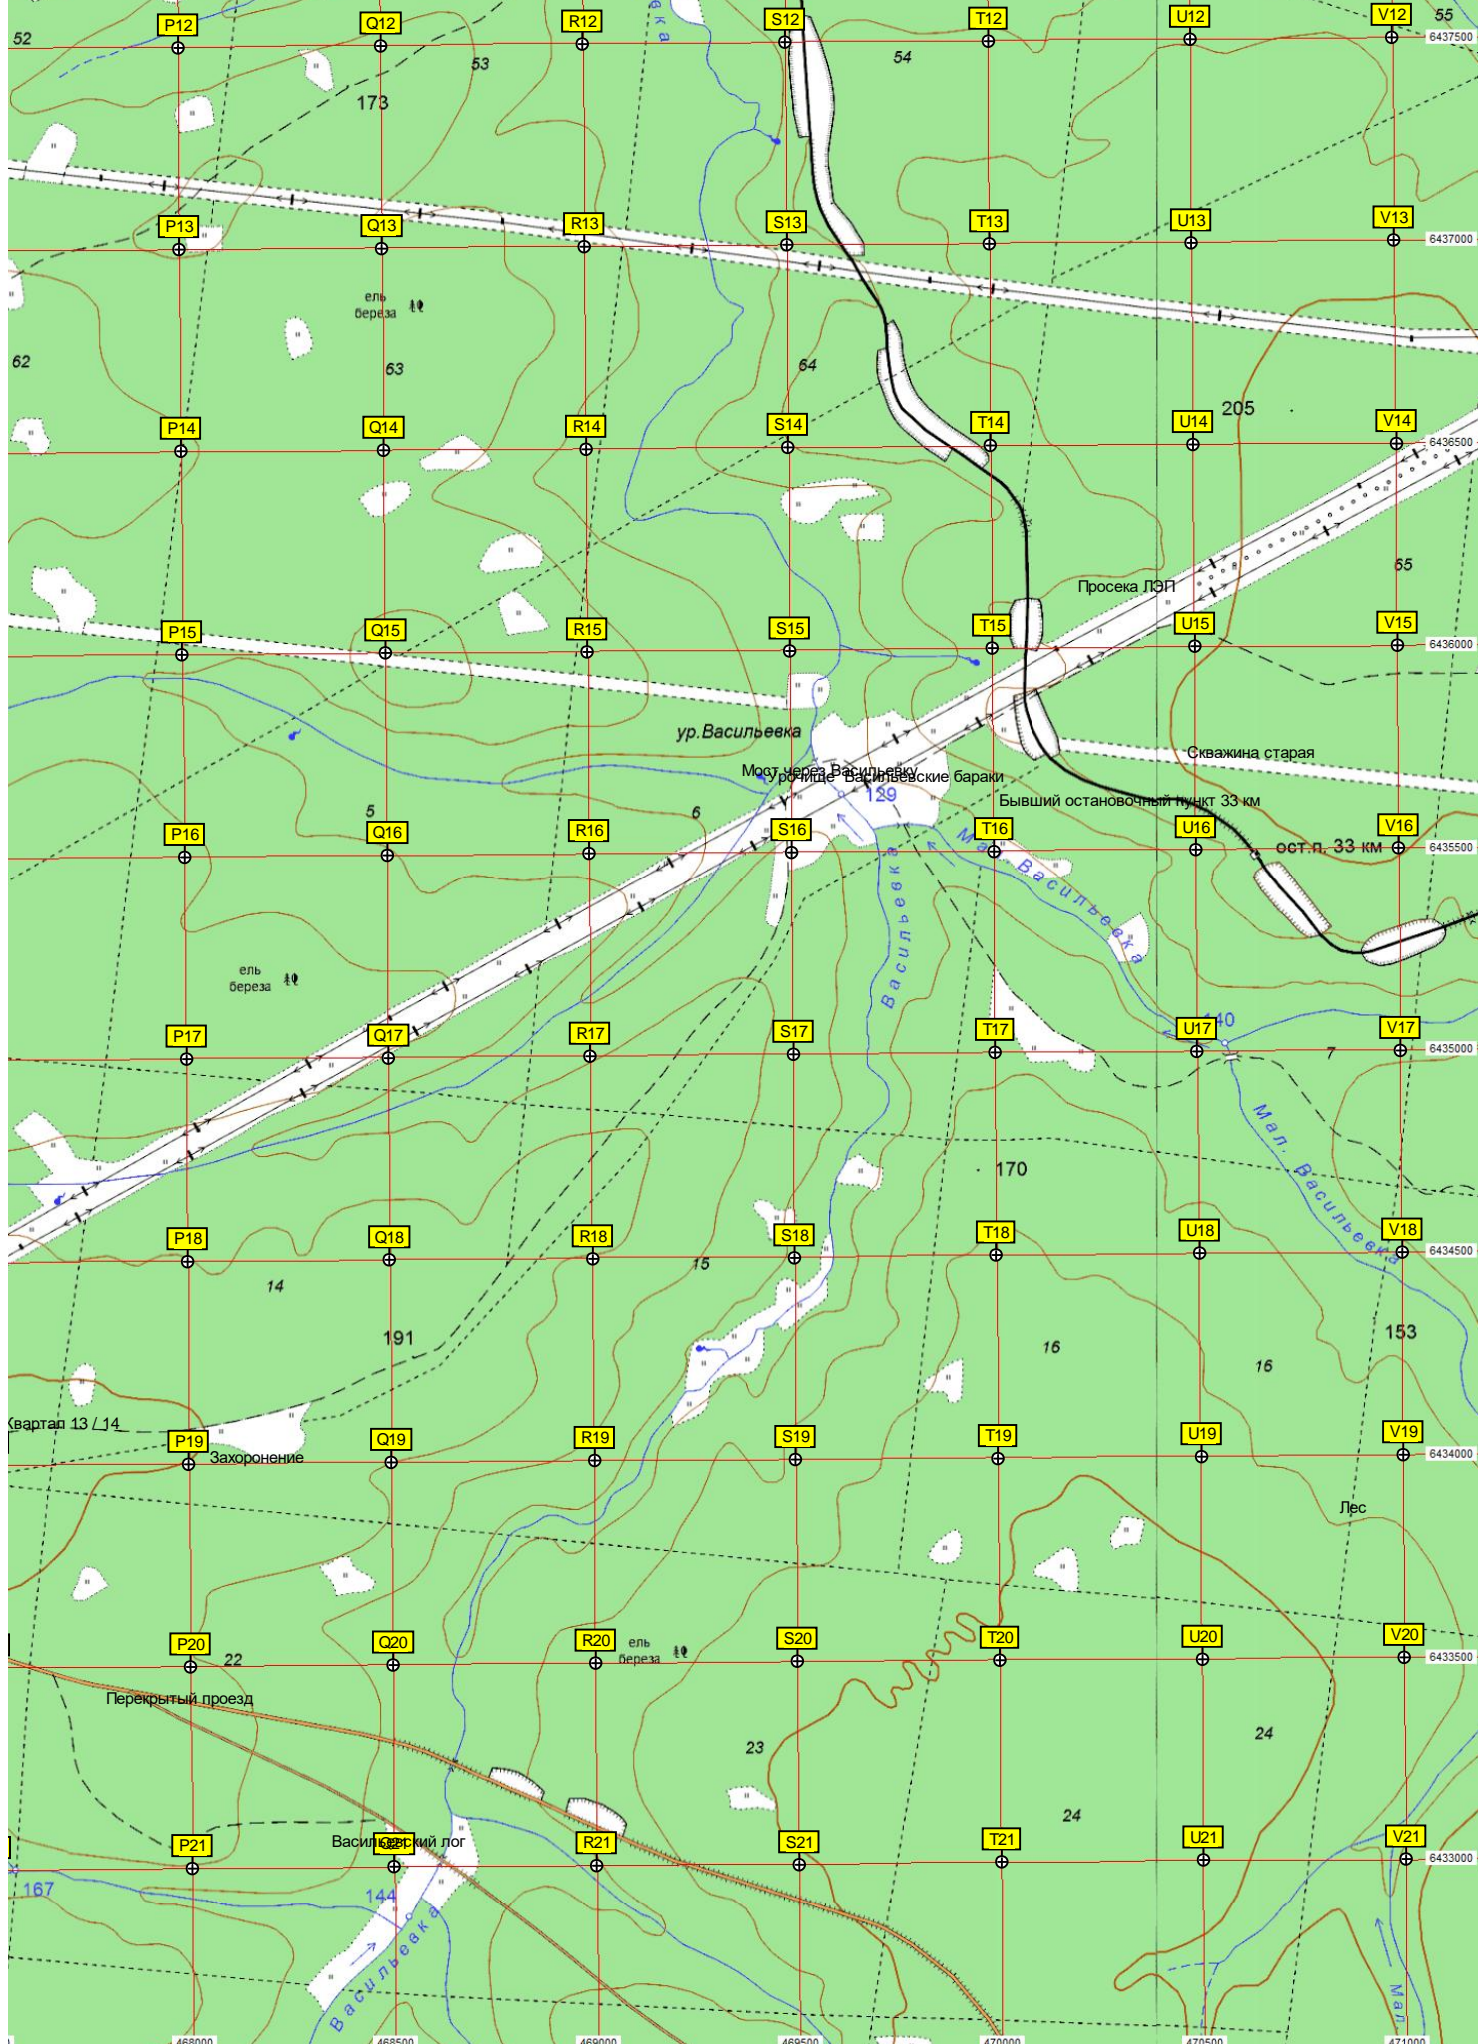 вка
P12
Q12
R12
S12
T12
U12
V12
55
52
53
54
6437500
173
P13
Q13
R13
S13
T13
U13
V13
6437000
ель
береза
62
63
64
205
P14
Q14
R14
S14
T14
U14
V14
6436500
65
Просека ЛЭП
P15
Q15
R15
S15
T15
U15
V15
6436000
ур.Васильевка
Скважина старая
Мост через Васильевку
Урочище Васильевские бараки
129
Бывший остановочный пункт 33 км
5
6
P16
Q16
R16
S16
T16
U16
V16
ост.п. 33 км
6435500
Мал. Васильевка
Васильевка
ель
береза
P17
Q17
R17
S17
T17
U17
140
V17
7
6435000
Мал. Васильевка
170
P18
Q18
R18
S18
T18
U18
V18
6434500
14
15
191
16
16
153
Квартал 13 / 14
P19
Q19
R19
S19
T19
U19
V19
6434000
Захоронение
Лес
P20
22
Q20
R20
ель
береза
S20
T20
U20
V20
6433500
Перекрытый проезд
23
24
24
Васильевский лог
P21
Q21
R21
S21
T21
U21
V21
6433000
167
144
Васильевка
Мал.
468000
468500
469000
469500
470000
470500
471000